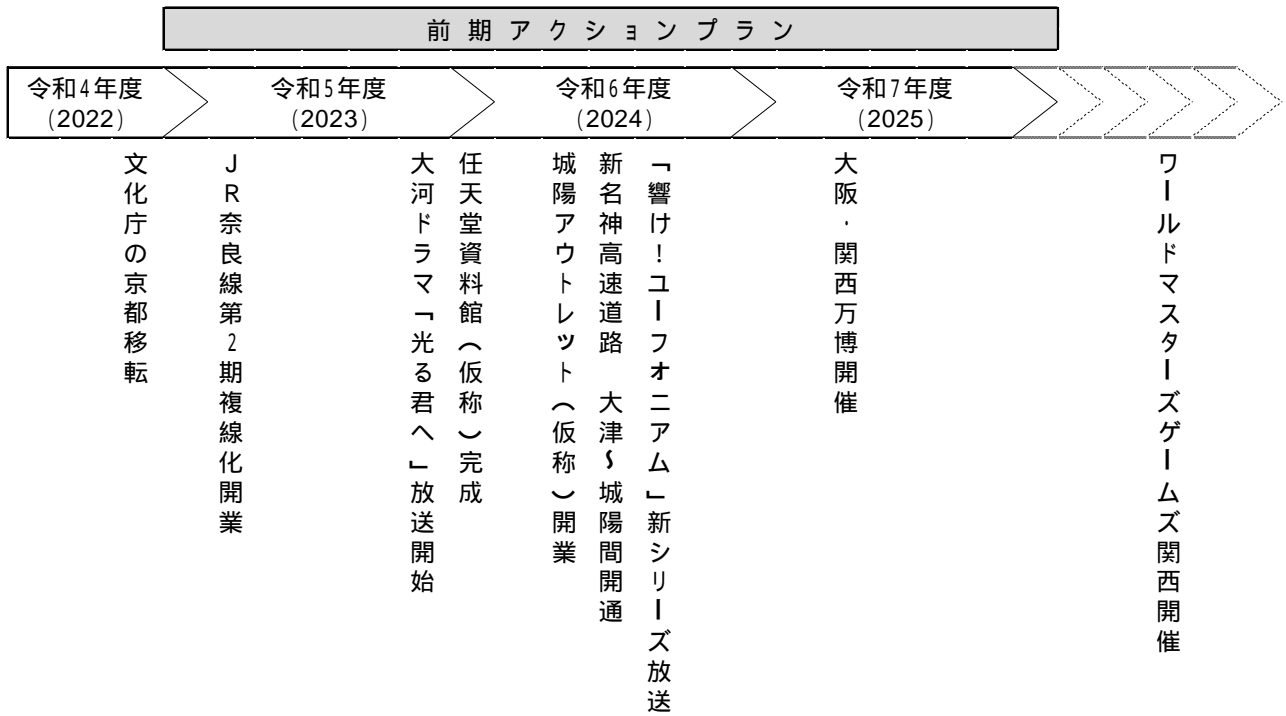 前期アクションプラン
令和4年度
(2022)
令和5年度
(2023)
令和6年度
(2024)
令和7年度
(2025)
文化庁の京都移転
JR奈良線第2期複線化開業
大河ドラマ「光る君へ」放送開始
任天堂資料館(仮称)完成
城陽アウトレット(仮称)開業
新名神高速道路 大津~城陽間開通
「響け!ユーフォニアム」新シリーズ放送
大阪・関西万博開催
ワールドマスターズゲームズ関西開催